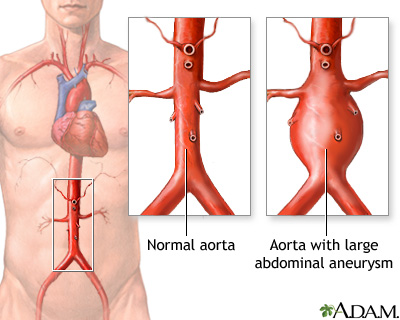 Normal aorta
Aorta with large
abdominal aneurysm
A.D.A.M.